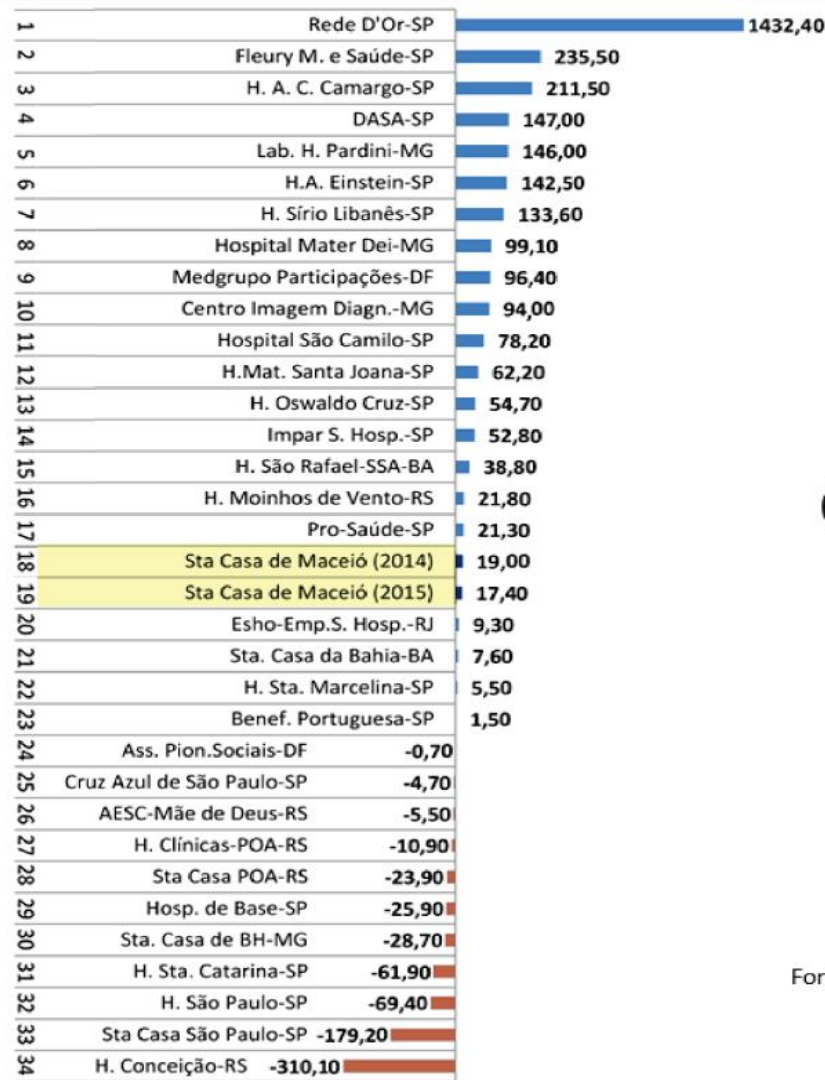 1 Rede D'Or-SP 1432,40
2 Fleury M. e Saúde-SP 235,50
3 H. A. C. Camargo-SP 211,50
4 DASA-SP 147,00
5 Lab. H. Pardini-MG 146,00
6 H.A. Einstein-SP 142,50
7 H. Sírio Libanês-SP 133,60
8 Hospital Mater Dei-MG 99,10
9 Medgrupo Participações-DF 96,40
10 Centro Imagem Diagn.-MG 94,00
11 Hospital São Camilo-SP 78,20
12 H.Mat. Santa Joana-SP 62,20
13 H. Oswaldo Cruz-SP 54,70
14 Impar S. Hosp.-SP 52,80
15 H. São Rafael-SSA-BA 38,80
16 H. Moinhos de Vento-RS 21,80
17 Pro-Saúde-SP 21,30
18 Sta Casa de Maceió (2014) 19,00
19 Sta Casa de Maceió (2015) 17,40
20 Esho-Emp.S. Hosp.-RJ 9,30
21 Sta. Casa da Bahia-BA 7,60
22 H. Sta. Marcelina-SP 5,50
23 Benef. Portuguesa-SP 1,50
24 Ass. Pion.Sociais-DF -0,70
25 Cruz Azul de São Paulo-SP -4,70
26 AESC-Mãe de Deus-RS -5,50
27 H. Clínicas-POA-RS -10,90
28 Sta Casa POA-RS -23,90
29 Hosp. de Base-SP -25,90
30 Sta. Casa de BH-MG -28,70
31 H. Sta. Catarina-SP -61,90
For
32 H. São Paulo-SP -69,40
33 Sta Casa São Paulo-SP -179,20
34 H. Conceição-RS -310,10